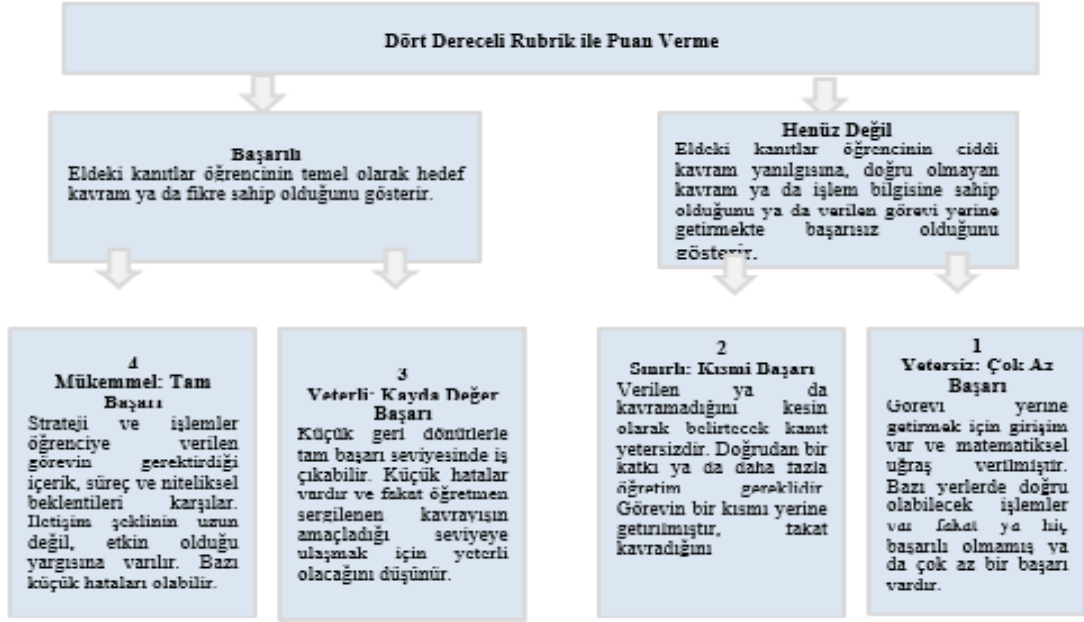 Dört Dereceli Rubrik ile Puan Verme
Başarılı
Eldeki kanıtlar öğrencinin temel olarak hedef
kavram ya da fikre sahip olduğunu gösterir.
Henüz Değil
Eldeki kanıtlar öğrencinin ciddi
kavram yanılgısına, doğru olmayan
kavram ya da işlem bilgisine sahip
olduğunu ya da verilen görevi yerine
getirmekte başarısız olduğunu
gösterir.
4
Mükemmel: Tam
Başarı
Strateji ve işlemler
öğrenciye verilen
görevin gerektirdiği
içerik, süreç ve niteliksel
beklentileri karşılar.
İletişim şeklinin uzun
değil, etkin olduğu
yargısına varılır. Bazı
küçük hataları olabilir.
3
Yeterli: Kayda Değer
Başarı
Küçük geri dönütlerle
tam başarı seviyesinde iş
çıkabilir. Küçük hatalar
vardır ve fakat öğretmen
sergilenen kavrayışın
amaçladığı seviyeye
ulaşmak için yeterli
olacağını düşünür.
2
Sınırlı: Kısmi Başarı
Verilen ya da
kavramadığını kesin
olarak belirtecek kanıt
yetersizdir. Doğrudan bir
katkı ya da daha fazla
öğretim gereklidir.
Görevin bir kısmı yerine
getirilmiştir, fakat
kavradığını
1
Yetersiz: Çok Az
Başarı
Görevi yerine
getirmek için girişim
var ve matematiksel
uğraş verilmiştir.
Bazı yerlerde doğru
olabilecek işlemler
var fakat ya hiç
başarılı olmamış ya
da çok az bir başarı
vardır.